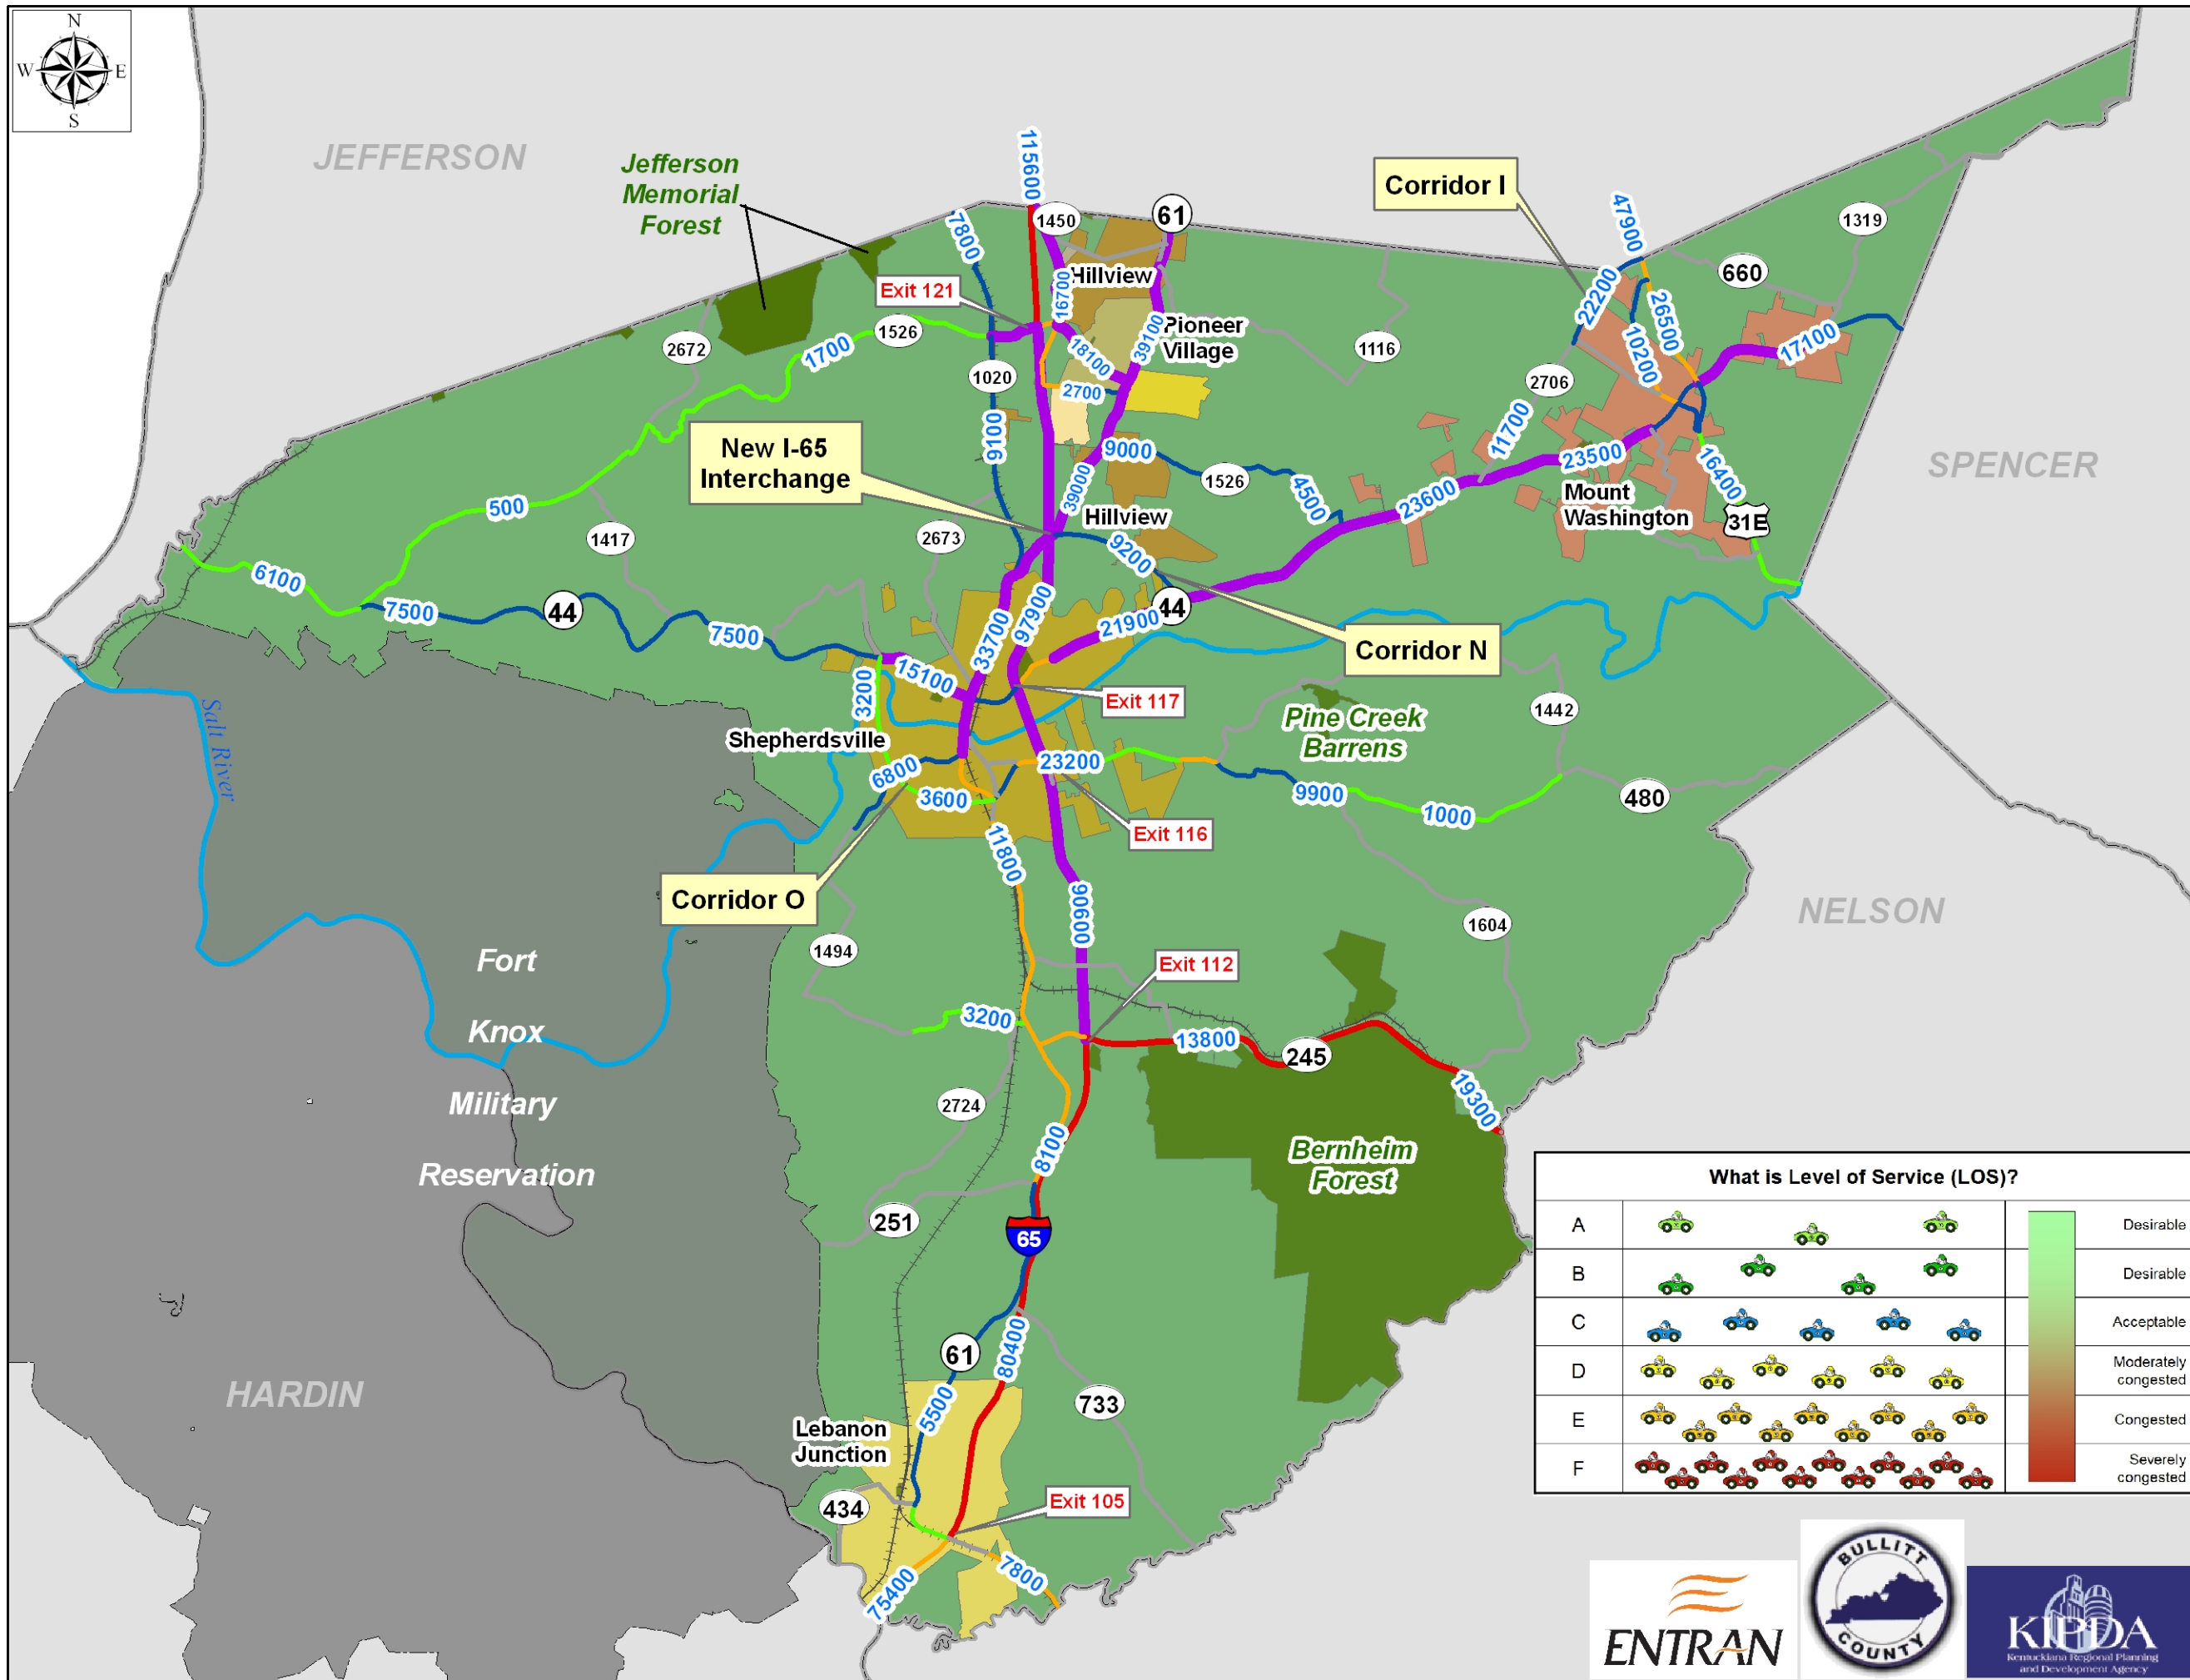 N
W
E
S
JEFFERSON
Jefferson
Memorial
Forest
115600
7800
1450
61
Corridor I
47900
1319
660
Exit 121
Hillview
16700
22200
26500
2672
1526
1700
18100
39100
Pioneer
Village
1116
10200
17100
1020
2700
2706
New I-65
Interchange
9100
9000
11700
23500
16400
SPENCER
500
39000
1526
4500
23600
Mount
Washington
31E
1417
2673
Hillview
9200
6100
7500
44
7500
33700
97900
21900
44
Corridor N
15100
3200
Exit 117
Salt River
Shepherdsville
Pine Creek
Barrens
1442
6800
23200
3600
9900
1000
480
11800
Exit 116
Corridor O
90600
1604
NELSON
1494
Fort
Knox
Military
Reservation
Exit 112
3200
13800
245
19300
2724
8100
Bernheim
Forest
251
65
61
80400
HARDIN
5500
733
Lebanon
Junction
434
Exit 105
75400
7800
What is Level of Service (LOS)?
A Desirable
B Desirable
C Acceptable
D Moderately
congested
E Congested
F Severely
congested
ENTRAN
BULLITT
COUNTY
KIPDA
Kentuckiana Regional Planning
and Development Agency